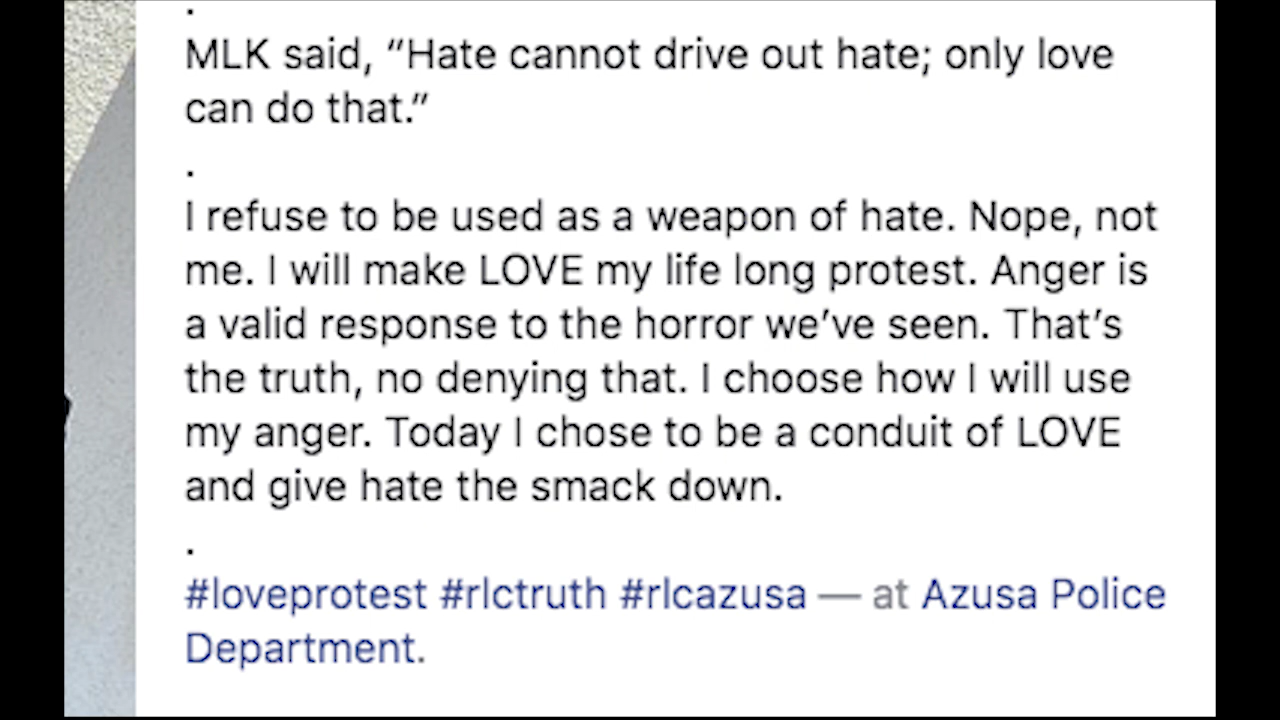 .
MLK said, “Hate cannot drive out hate; only love
can do that.”
.
I refuse to be used as a weapon of hate. Nope, not
me. I will make LOVE my life long protest. Anger is
a valid response to the horror we’ve seen. That’s
the truth, no denying that. I choose how I will use
my anger. Today I chose to be a conduit of LOVE
and give hate the smack down.
.
#loveprotest #rlctruth #rlcazusa — at Azusa Police
Department.